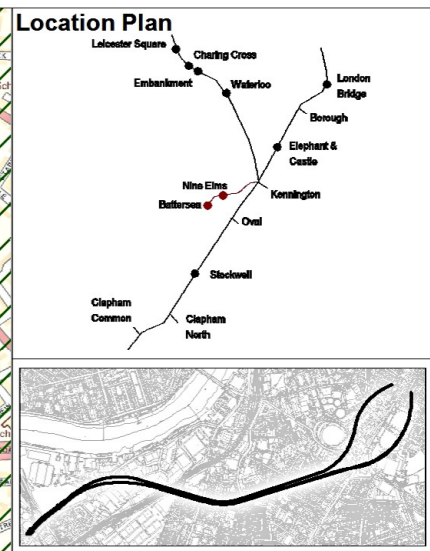 Location Plan
Leicester Square
Charing Cross
Embankment
Waterloo
London
Bridge
Borough
Elephant &
Castle
Nine Elms
Kennington
Battersea
Oval
Stockwell
Clapham
Common
Clapham
North